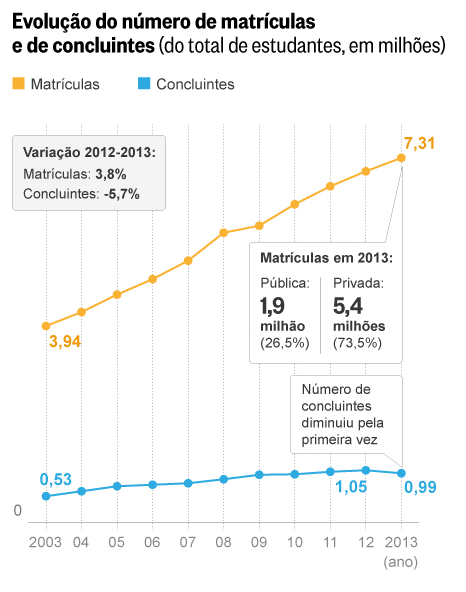 Evolução do número de matrículas
e de concluintes (do total de estudantes, em milhões)
Matrículas
Concluintes
Variação 2012-2013:
Matrículas: 3,8%
Concluintes: -5,7%
7,31
Matrículas em 2013:
Pública:
1,9
milhão
(26,5%)
Privada:
5,4
milhões
(73,5%)
3,94
Número de
concluintes
diminuiu pela
primeira vez
0,53
1,05
0,99
0
2003 04 05 06 07 08 09 10 11 12 2013
(ano)